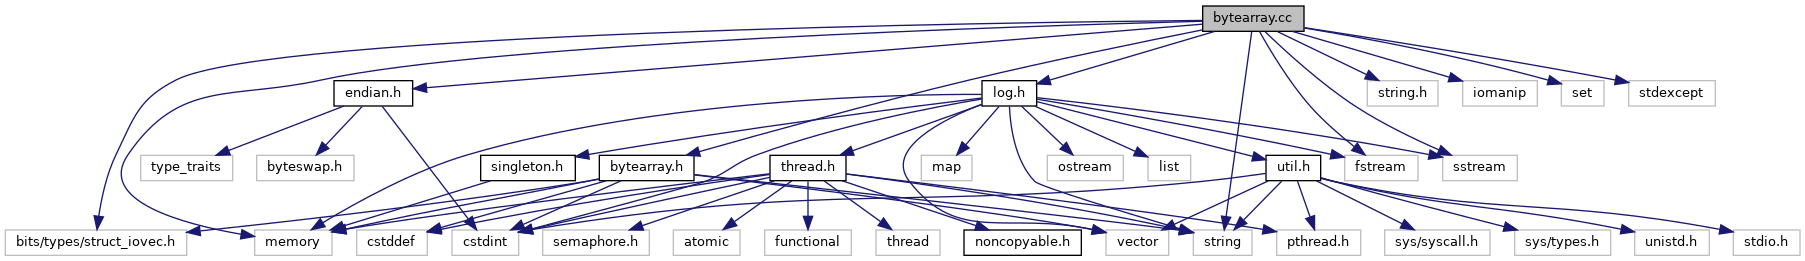 bytearray.cc
endian.h
log.h
string.h
iomanip
set
stdexcept
type_traits
byteswap.h
singleton.h
bytearray.h
thread.h
map
ostream
list
util.h
fstream
sstream
bits/types/struct_iovec.h
memory
cstddef
cstdint
semaphore.h
atomic
functional
thread
noncopyable.h
vector
string
pthread.h
sys/syscall.h
sys/types.h
unistd.h
stdio.h